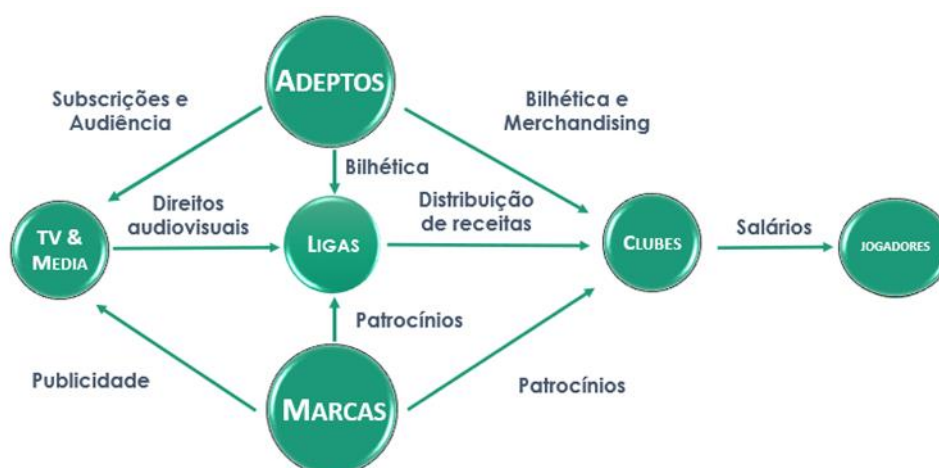 ADEPTOS
Subscrições e
Audiência
Bilhética e
Merchandising
Bilhética
Direitos
audiovisuais
Distribuição
de receitas
TV &
MEDIA
LIGAS
CLUBES
Salários
JOGADORES
Patrocínios
Publicidade
MARCAS
Patrocínios